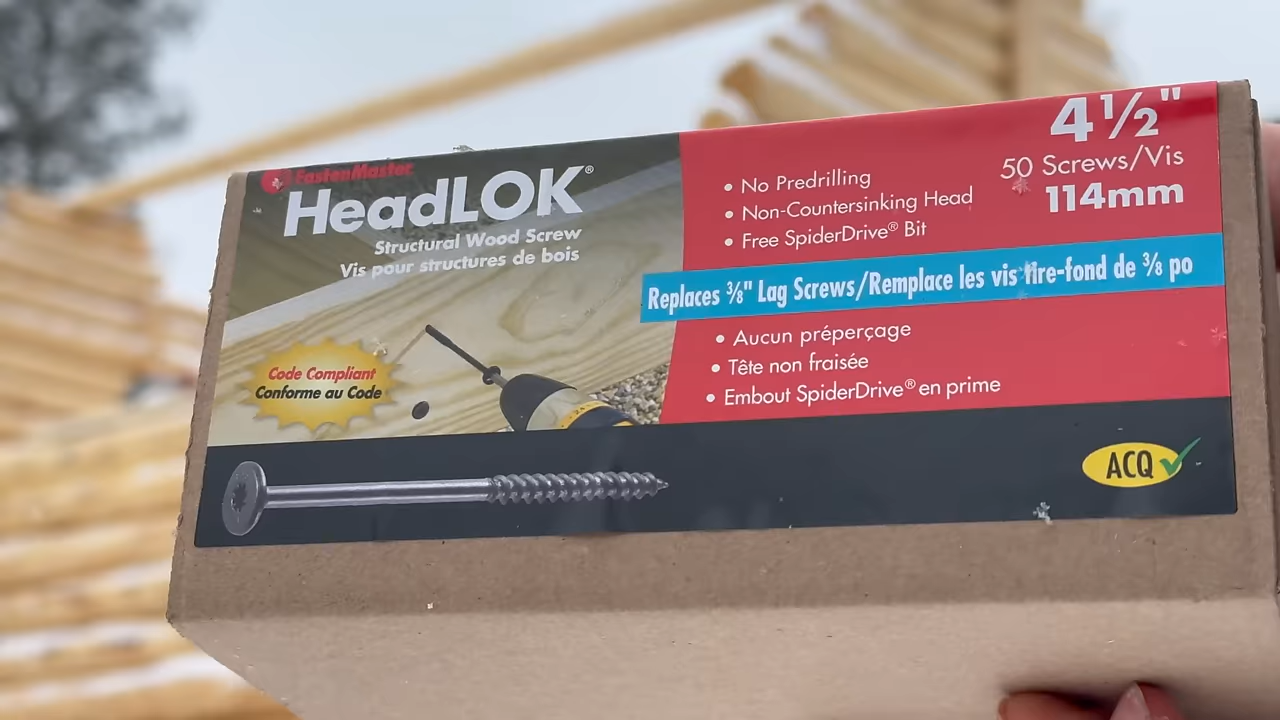 FastenMaster
HeadLOK®
Structural Wood Screw
Vis pour structures de bois
Code Compliant
Conforme au Code
4½"
50 Screws/Vis
114mm
• No Predrilling
• Non-Countersinking Head
• Free SpiderDrive® Bit
Replaces ⅜" Lag Screws/Remplace les vis tire-fond de ⅜ po
• Aucun préperçage
• Tête non fraisée
• Embout SpiderDrive® en prime
ACQ